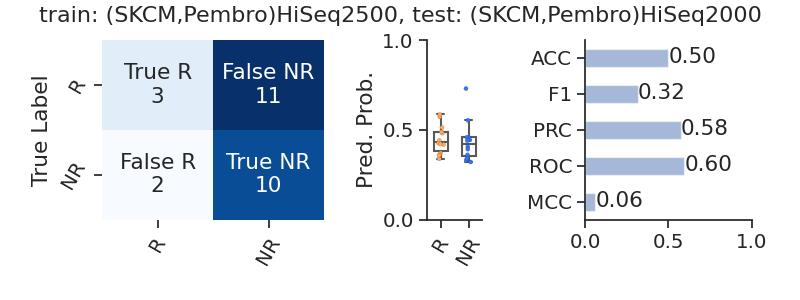 train: (SKCM,Pembro)HiSeq2500, test: (SKCM,Pembro)HiSeq2000
True Label
R
NR
True R
3
False NR
11
False R
2
True NR
10
R
NR
Pred. Prob.
1.0
0.5
0.0
R
NR
ACC
0.50
F1
0.32
PRC
0.58
ROC
0.60
MCC
0.06
0.0
0.5
1.0